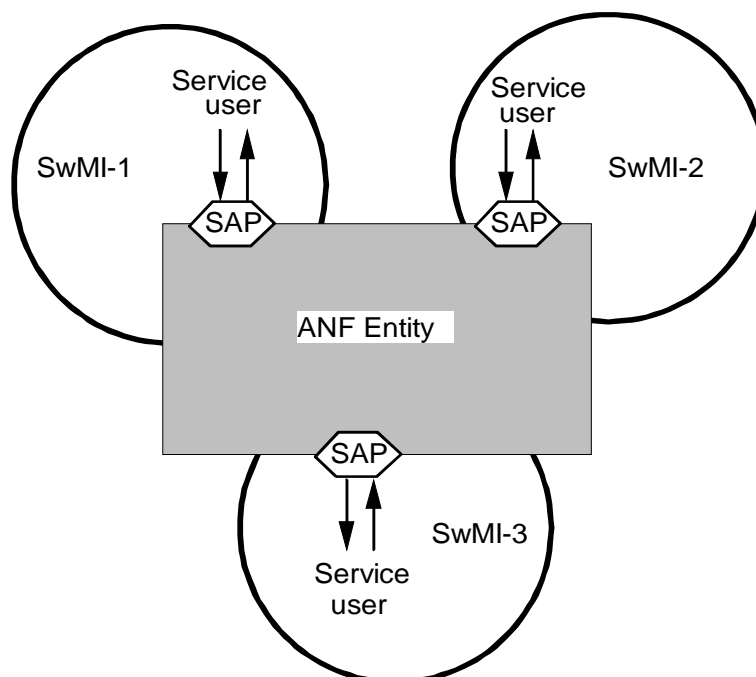 Service
user
SwMI-1
SAP
Service
user
SwMI-2
SAP
ANF Entity
SAP
SwMI-3
Service
user